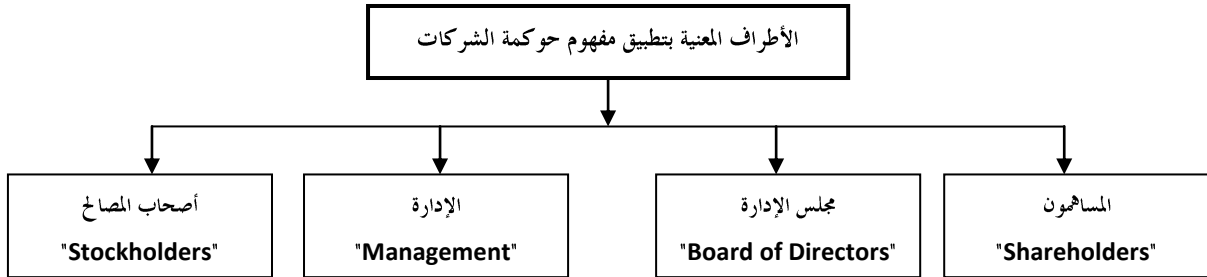 الأطراف المعنية بتطبيق مفهوم حوكمة الشركات
المساهمون
"Shareholders"
مجلس الإدارة
"Board of Directors"
الإدارة
"Management"
أصحاب المصالح
"Stockholders"